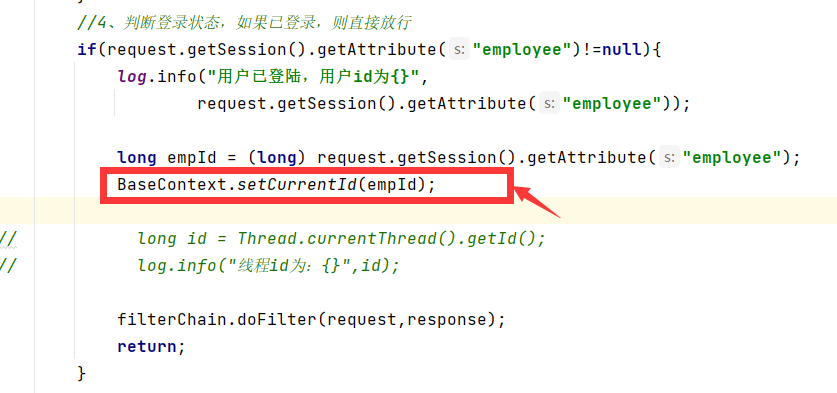 //4、判断登录状态，如果已登录，则直接放行
if(request.getSession().getAttribute( s: "employee")!=null){
log.info("用户已登陆，用户id为{}",
request.getSession().getAttribute( s: "employee"));
long empId = (long) request.getSession().getAttribute( s: "employee");
BaseContext.setCurrentId(empId);
// long id = Thread.currentThread().getId();
// log.info("线程id为：{}",id);
filterChain.doFilter(request,response);
return;
}